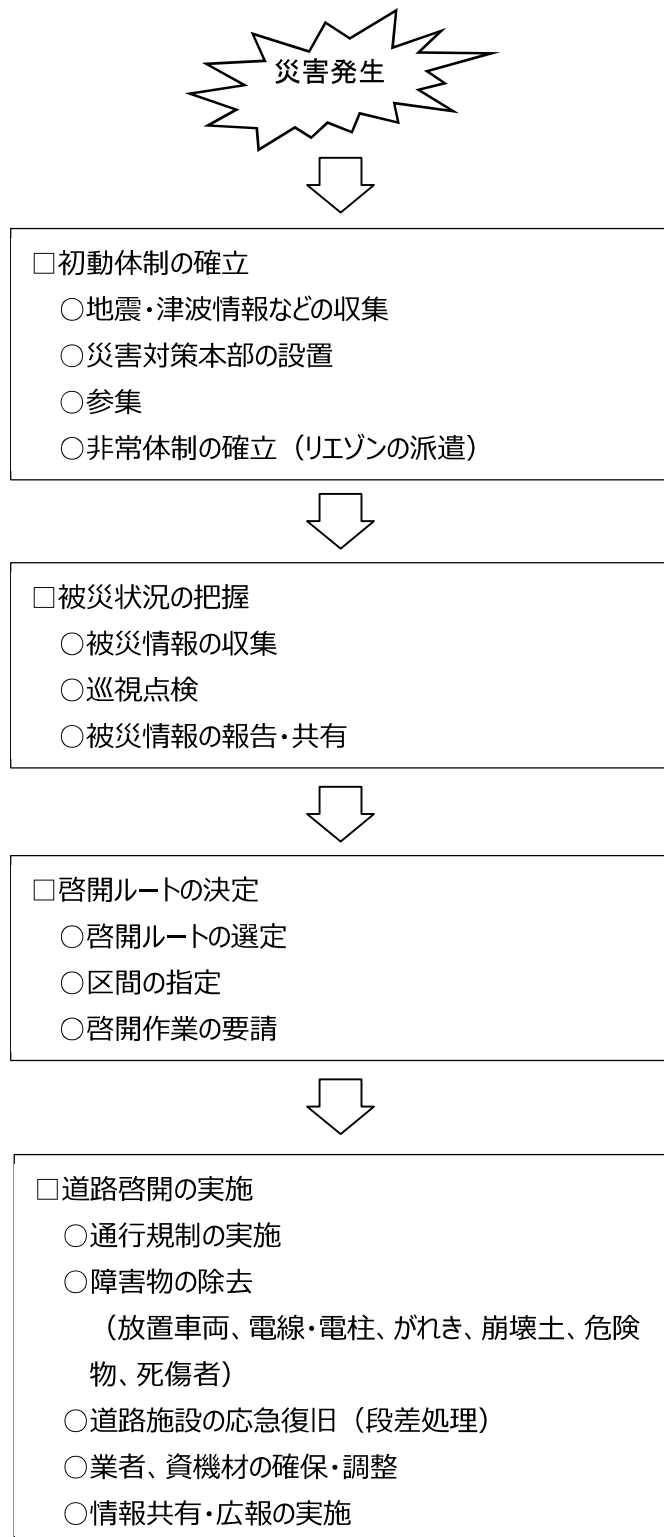 災害発生
□初動体制の確立
○地震・津波情報などの収集
○災害対策本部の設置
○参集
○非常体制の確立（リエゾンの派遣）
□被災状況の把握
○被災情報の収集
○巡視点検
○被災情報の報告・共有
□啓開ルートの決定
○啓開ルートの選定
○区間の指定
○啓開作業の要請
□道路啓開の実施
○通行規制の実施
○障害物の除去
（放置車両、電線・電柱、がれき、崩壊土、危険
物、死傷者）
○道路施設の応急復旧（段差処理）
○業者、資機材の確保・調整
○情報共有・広報の実施